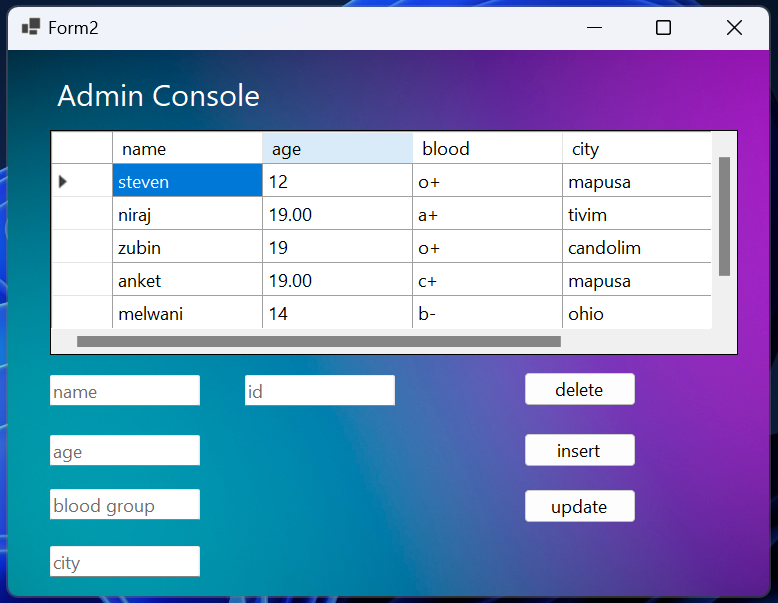 Form2
Admin Console
name age blood city
steven 12 o+ mapusa
niraj 19.00 a+ tivim
zubin 19 o+ candolim
anket 19.00 c+ mapusa
melwani 14 b- ohio
name id delete
age insert
blood group update
city